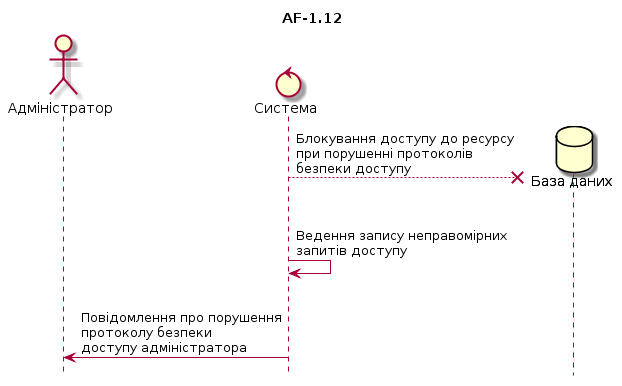 AF-1.12
Адміністратор
Система
Блокування доступу до ресурсу
при порушенні протоколів
безпеки доступу
База даних
Ведення запису неправомірних
запитів доступу
Повідомлення про порушення
протоколу безпеки
доступу адміністратора